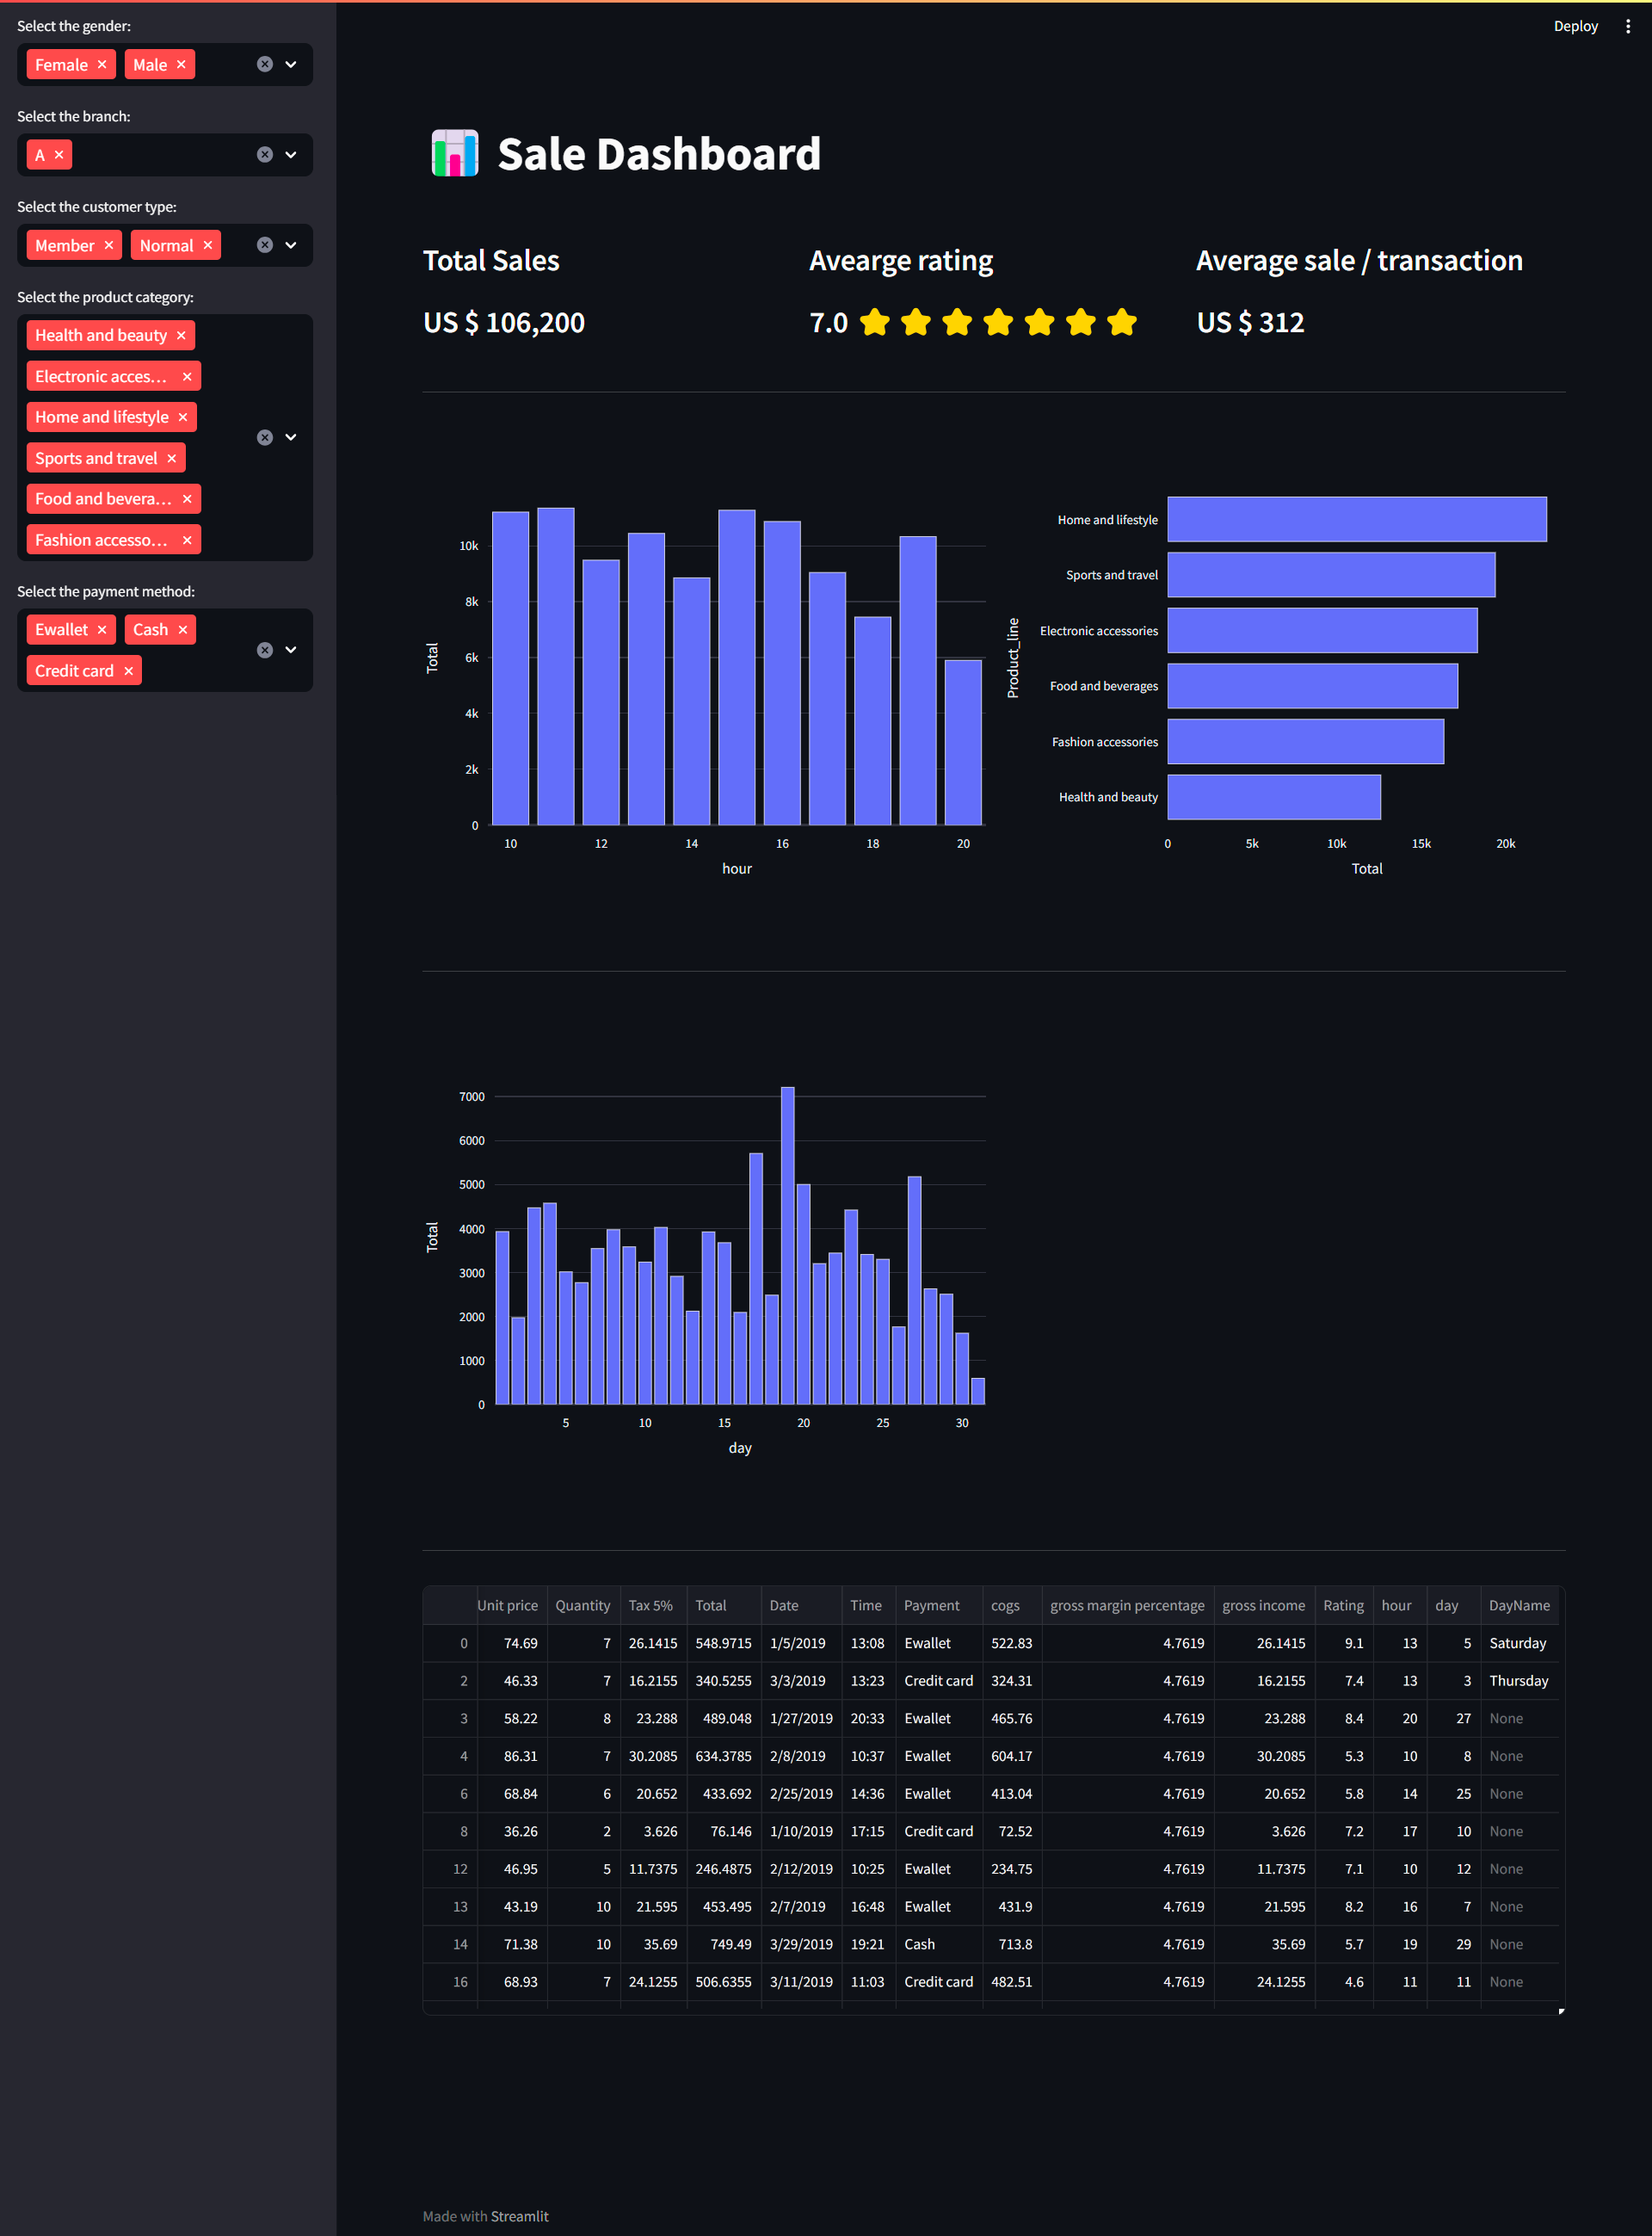 Select the gender:
Female Male
Select the branch:
A
Select the customer type:
Member Normal
Select the product category:
Health and beauty
Electronic acces...
Home and lifestyle
Sports and travel
Food and bevera...
Fashion accesso...
Select the payment method:
Ewallet Cash
Credit card
Deploy
Sale Dashboard
Total Sales
US $ 106,200
Avearge rating
7.0
Average sale / transaction
US $ 312
Total
10k
8k
6k
4k
2k
0
10 12 14 16 18 20
hour
Product_line
Home and lifestyle
Sports and travel
Electronic accessories
Food and beverages
Fashion accessories
Health and beauty
0 5k 10k 15k 20k
Total
Total
7000
6000
5000
4000
3000
2000
1000
0
5 10 15 20 25 30
day
Unit price Quantity Tax 5% Total Date Time Payment cogs gross margin percentage gross income Rating hour day DayName
0 74.69 7 26.1415 548.9715 1/5/2019 13:08 Ewallet 522.83 4.7619 26.1415 9.1 13 5 Saturday
2 46.33 7 16.2155 340.5255 3/3/2019 13:23 Credit card 324.31 4.7619 16.2155 7.4 13 3 Thursday
3 58.22 8 23.288 489.048 1/27/2019 20:33 Ewallet 465.76 4.7619 23.288 8.4 20 27 None
4 86.31 7 30.2085 634.3785 2/8/2019 10:37 Ewallet 604.17 4.7619 30.2085 5.3 10 8 None
6 68.84 6 20.652 433.692 2/25/2019 14:36 Ewallet 413.04 4.7619 20.652 5.8 14 25 None
8 36.26 2 3.626 76.146 1/10/2019 17:15 Credit card 72.52 4.7619 3.626 7.2 17 10 None
12 46.95 5 11.7375 246.4875 2/12/2019 10:25 Ewallet 234.75 4.7619 11.7375 7.1 10 12 None
13 43.19 10 21.595 453.495 2/7/2019 16:48 Ewallet 431.9 4.7619 21.595 8.2 16 7 None
14 71.38 10 35.69 749.49 3/29/2019 19:21 Cash 713.8 4.7619 35.69 5.7 19 29 None
16 68.93 7 24.1255 506.6355 3/11/2019 11:03 Credit card 482.51 4.7619 24.1255 4.6 11 11 None
Made with Streamlit